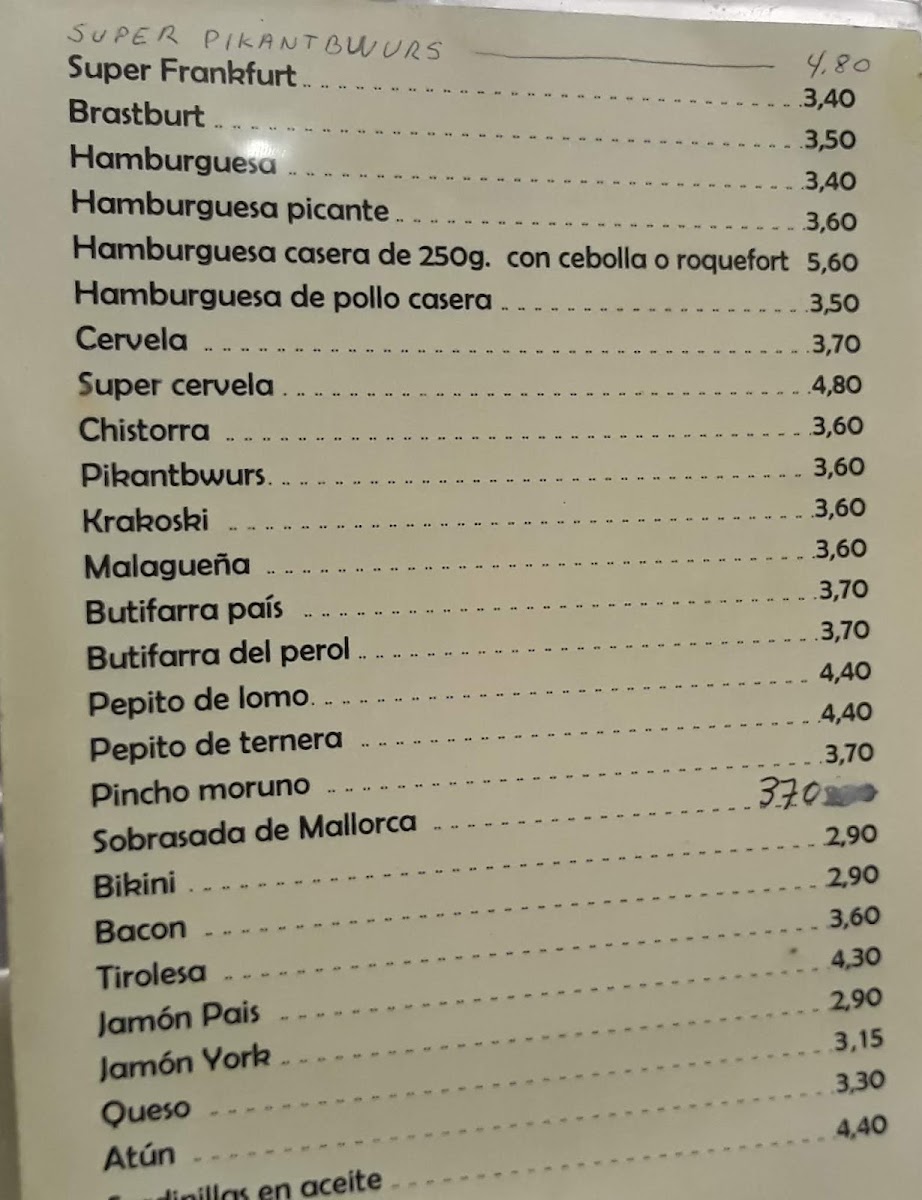 SUPER PIKANTBWURS 4.80
Super Frankfurt 3,40
Brastburt 3,50
Hamburguesa 3,40
Hamburguesa picante 3,60
Hamburguesa casera de 250g. con cebolla o roquefort 5,60
Hamburguesa de pollo casera 3,50
Cervela 3,70
Super cervela 4,80
Chistorra 3,60
Pikantbwurs 3,60
Krakoski 3,60
Malagueña 3,60
Butifarra país 3,70
Butifarra del perol 3,70
Pepito de lomo 4,40
Pepito de ternera 4,40
Pincho moruno 3,70
Sobrasada de Mallorca 370
Bikini 2,90
Bacon 2,90
Tirolesa 3,60
Jamón Pais 4,30
Jamón York 2,90
Queso 3,15
Atún 3,30
en aceite 4,40